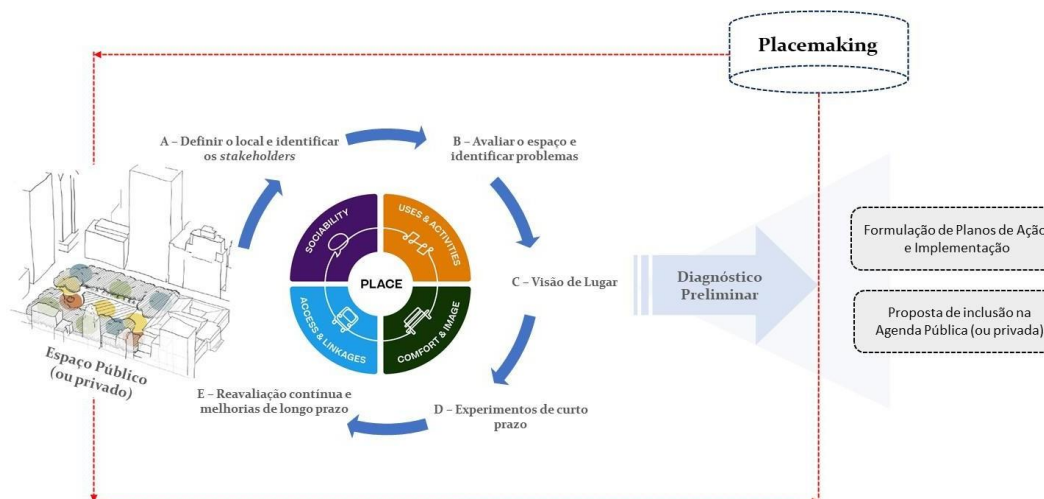 Placemaking
A – Definir o local e identificar
os stakeholders
B – Avaliar o espaço e
identificar problemas
SOCIABILITY
USES & ACTIVITIES
PLACE
ACCESS & LINKAGES
COMFORT & IMAGE
C – Visão de Lugar
Diagnóstico
Preliminar
Formulação de Planos de Ação
e Implementação
Proposta de inclusão na
Agenda Pública (ou privada)
Espaço Público
(ou privado)
E – Reavaliação contínua e
melhorias de longo prazo
D – Experimentos de curto
prazo